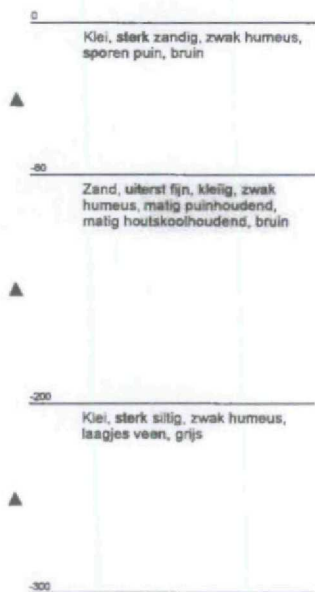 0
Klei, sterk zandig, zwak humeus,
sporen puin, bruin
-80
Zand, uiterst fijn, kleiig, zwak
humeus, matig puinhoudend,
matig houtskoolhoudend, bruin
-200
Klei, sterk siltig, zwak humeus,
laagjes veen, grijs
-300